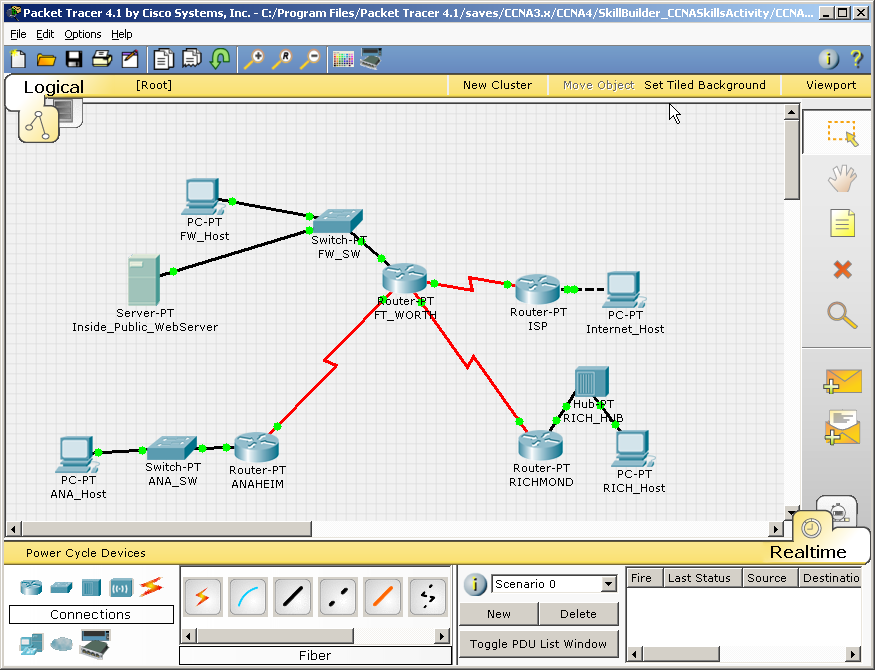 Packet Tracer 4.1 by Cisco Systems, Inc. - C:/Program Files/Packet Tracer 4.1/saves/CCNA3.x/CCNA4/SkillBuilder_CCNASkillsActivity/CCNA...
File Edit Options Help
Logical [Root] New Cluster Move Object Set Tiled Background Viewport
PC-PT
FW_Host
Switch-PT
FW_SW
Server-PT
Inside_Public_WebServer
Router-PT
FT_WORTH
Router-PT
ISP
PC-PT
Internet_Host
Hub-PT
RICH_HUB
PC-PT
ANA_Host
Switch-PT
ANA_SW
Router-PT
ANAHEIM
Router-PT
RICHMOND
PC-PT
RICH_Host
Power Cycle Devices
Realtime
Connections
Fiber
Scenario 0
New Delete
Toggle PDU List Window
Fire Last Status Source Destinatio